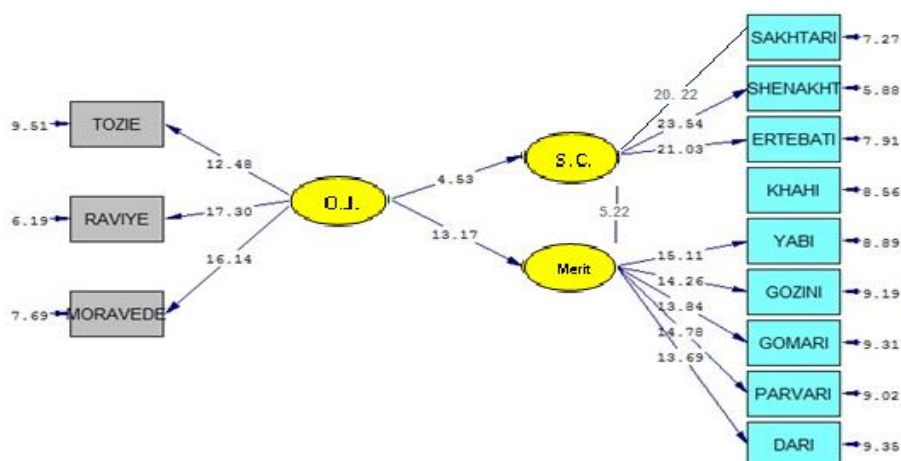 SAKHTARI 7.27
20.22
SHENAKHT 5.88
9.51 TOZIE
23.54
ERTEBATI 7.91
12.48
S.C.
21.03
4.53
KHAHI 8.56
O.J.
6.19 RAVIYE
17.30
5.22
13.17
YABI 8.89
15.11
16.14
Merit
14.26
GOZINI 9.19
7.69 MORAVEDE
13.84
14.78
GOMARI 9.31
13.69
PARVARI 9.02
DARI 9.35